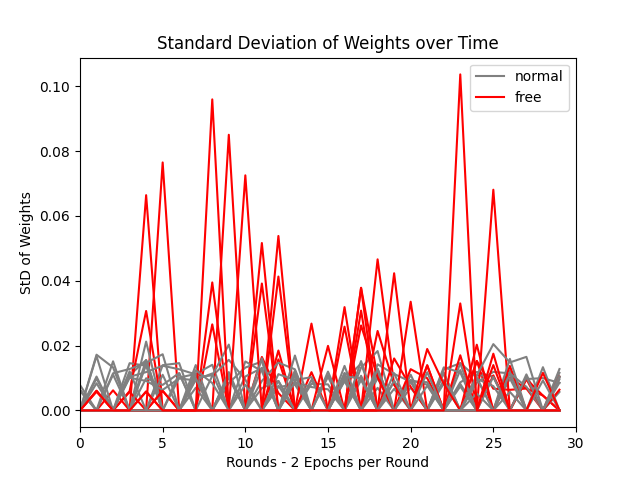 Standard Deviation of Weights over Time
normal
free
StD of Weights
0.10
0.08
0.06
0.04
0.02
0.00
0 5 10 15 20 25 30
Rounds - 2 Epochs per Round